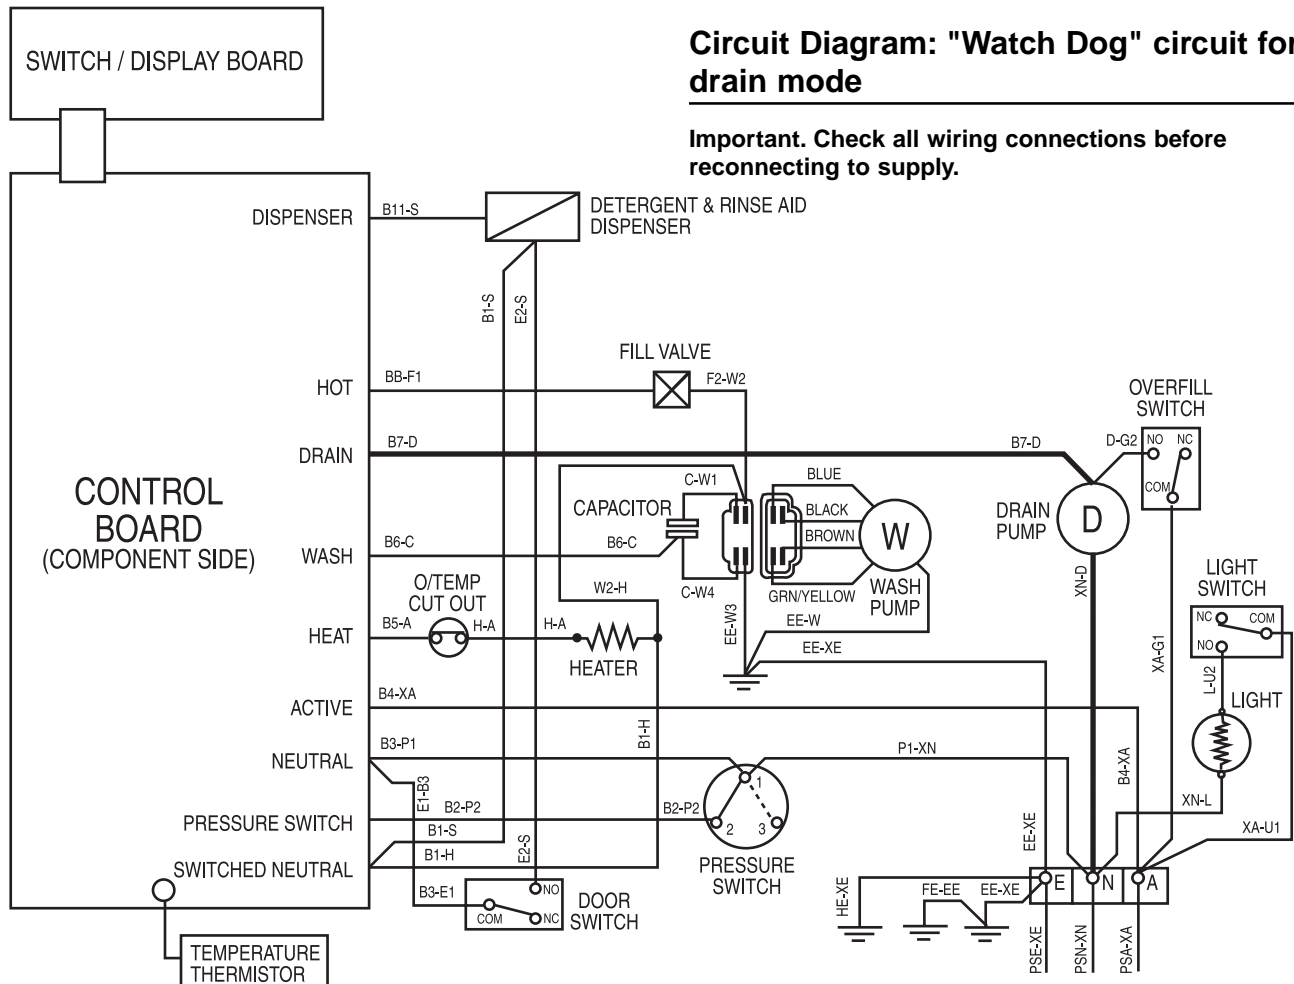 Circuit Diagram: "Watch Dog" circuit for
drain mode
Important. Check all wiring connections before
reconnecting to supply.
SWITCH / DISPLAY BOARD
CONTROL
BOARD
(COMPONENT SIDE)
DISPENSER
B11-S
DETERGENT & RINSE AID
DISPENSER
B1-S
E2-S
FILL VALVE
HOT
BB-F1
F2-W2
OVERFILL
SWITCH
DRAIN
B7-D
B7-D
D-G2
NO
NC
COM
C-W1
BLUE
CAPACITOR
BLACK
BROWN
W
DRAIN
PUMP
D
WASH
B6-C
B6-C
C-W4
GRN/YELLOW
WASH
PUMP
XN-D
LIGHT
SWITCH
NC
COM
NO
O/TEMP
CUT OUT
W2-H
EE-W3
EE-W
EE-XE
XA-G1
L-U2
HEAT
B5-A
H-A
H-A
HEATER
LIGHT
ACTIVE
B4-XA
B1-H
NEUTRAL
B3-P1
P1-XN
B4-XA
E1-B3
1
2
3
XN-L
PRESSURE SWITCH
B2-P2
B2-P2
XA-U1
B1-S
EE-XE
SWITCHED NEUTRAL
B1-H
E2-S
PRESSURE
SWITCH
B3-E1
NO
COM
NC
DOOR
SWITCH
HE-XE
FE-EE
EE-XE
E
N
A
PSE-XE
PSN-XN
PSA-XA
TEMPERATURE
THERMISTOR